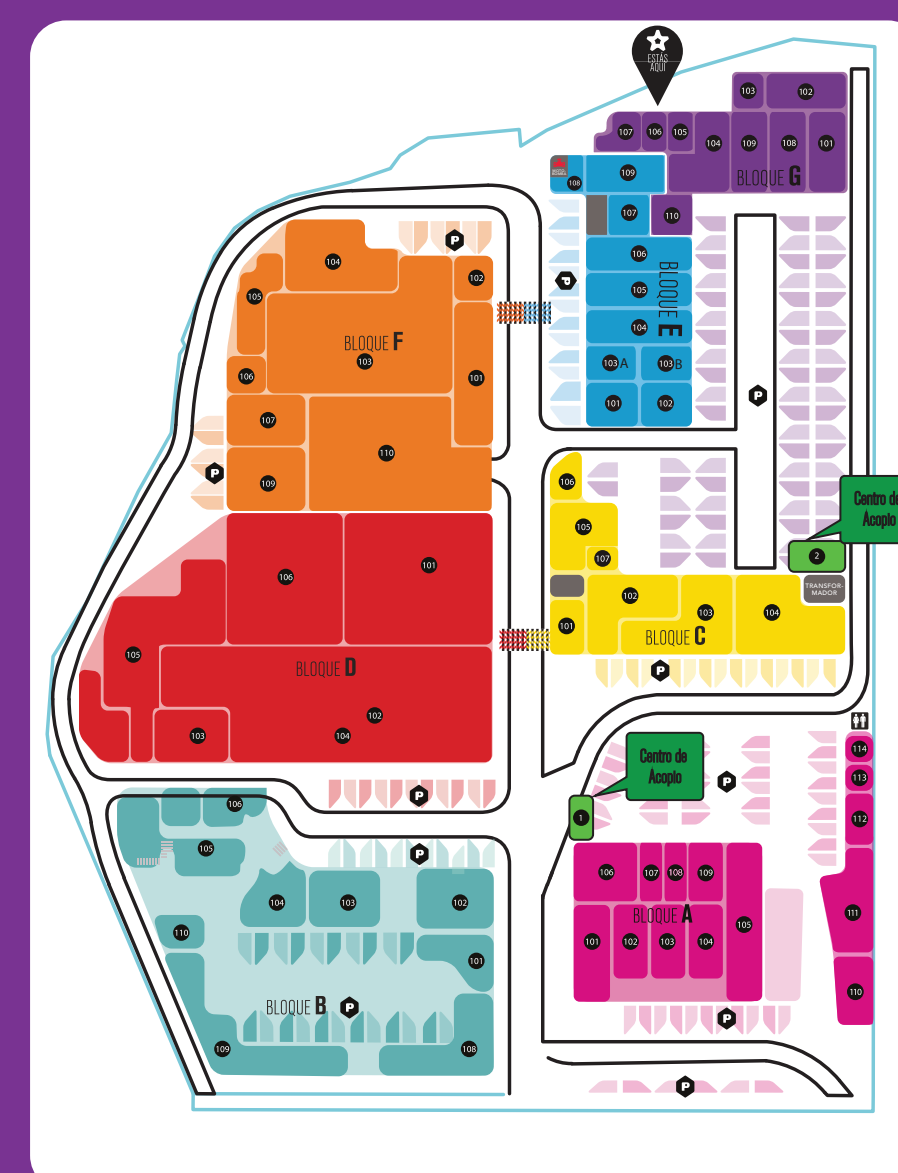 ESTÁS
AQUÍ
103
102
107
106
105
104
109
108
101
BLOQUE G
108
109
107
110
106
105
104
103A
103B
101
102
BLOQUE E
P
P
104
102
105
BLOQUE F
103
106
101
107
110
109
P
P
106
105
107
102
103
104
101
BLOQUE C
P
Centro de
Acopio
2
TRANSFOR-
MADOR
106
101
105
BLOQUE D
102
103
104
P
114
113
112
111
110
Centro de
Acopio
1
P
106
107
108
109
105
BLOQUE A
101
102
103
104
P
P
106
105
P
104
103
102
110
101
BLOQUE B
P
109
108